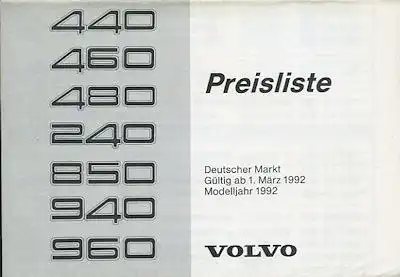 440
460
480
240
850
940
960
Preisliste
Deutscher Markt
Gültig ab 1. März 1992
Modelljahr 1992
VOLVO